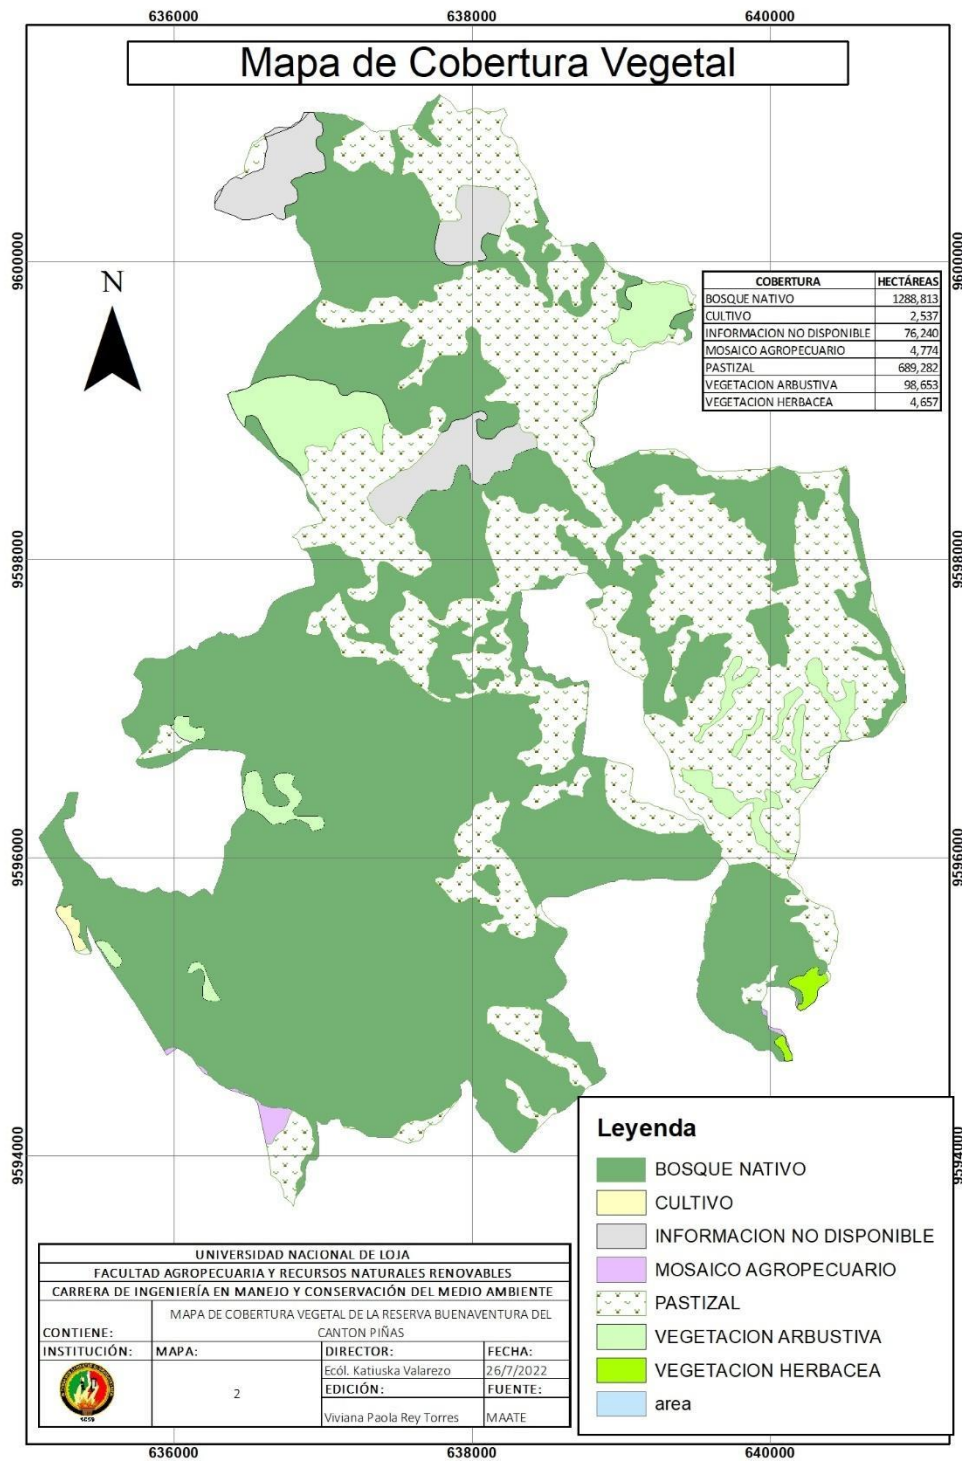 636000 638000 640000
Mapa de Cobertura Vegetal
9600000 9600000
N
COBERTURA HECTÁREAS
BOSQUE NATIVO 1288,813
CULTIVO 2,537
INFORMACION NO DISPONIBLE 76,240
MOSAICO AGROPECUARIO 4,774
PASTIZAL 689,282
VEGETACION ARBUSTIVA 98,653
VEGETACION HERBACEA 4,657
9598000 9598000
9596000 9596000
9594000 9594000
Leyenda
BOSQUE NATIVO
CULTIVO
INFORMACION NO DISPONIBLE
MOSAICO AGROPECUARIO
PASTIZAL
VEGETACION ARBUSTIVA
VEGETACION HERBACEA
area
UNIVERSIDAD NACIONAL DE LOJA
FACULTAD AGROPECUARIA Y RECURSOS NATURALES RENOVABLES
CARRERA DE INGENIERÍA EN MANEJO Y CONSERVACIÓN DEL MEDIO AMBIENTE
CONTIENE: MAPA DE COBERTURA VEGETAL DE LA RESERVA BUENAVENTURA DEL
CANTON PIÑAS
INSTITUCIÓN: MAPA: DIRECTOR: FECHA:
Ecól. Katiuska Valarezo 26/7/2022
2 EDICIÓN: FUENTE:
Viviana Paola Rey Torres MAATE
1859
636000 638000 640000